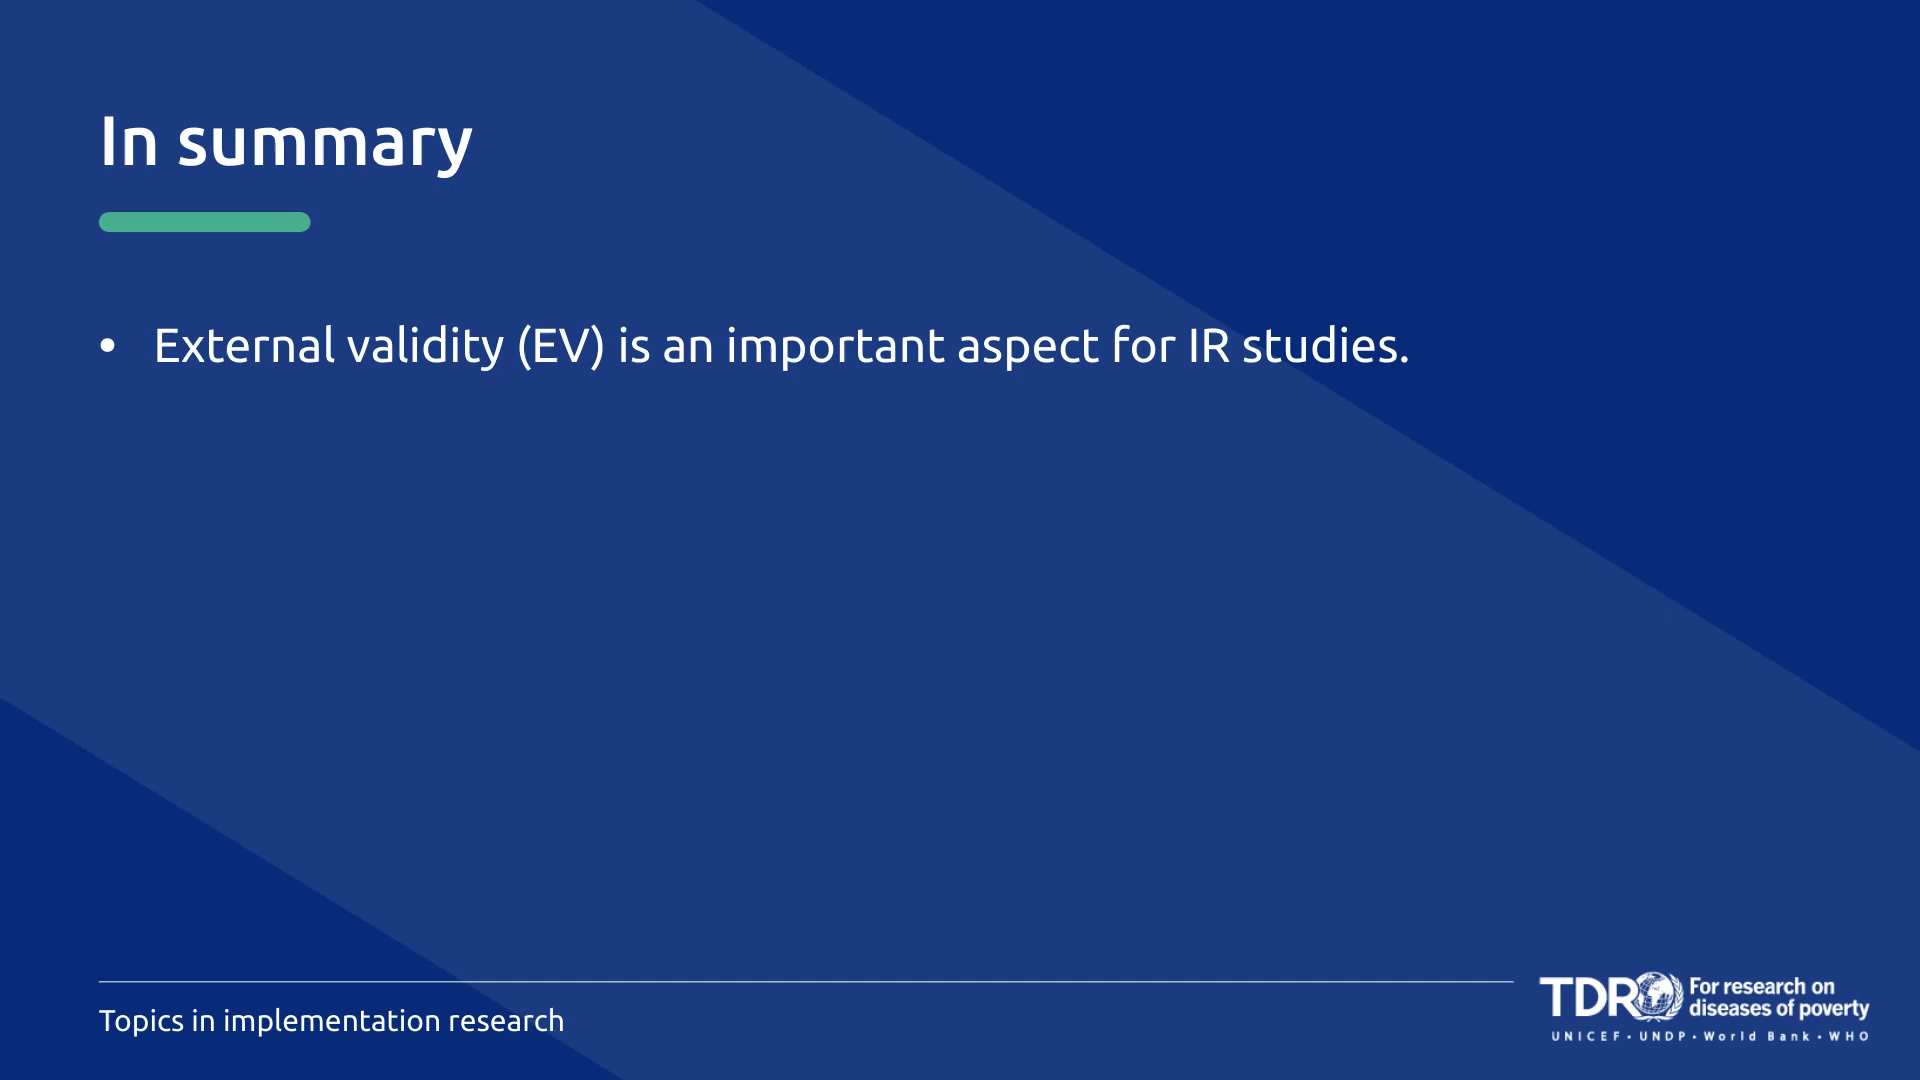 In summary
• External validity (EV) is an important aspect for IR studies.
Topics in implementation research
TDR For research on
diseases of poverty
UNICEF • UNDP • World Bank • WHO